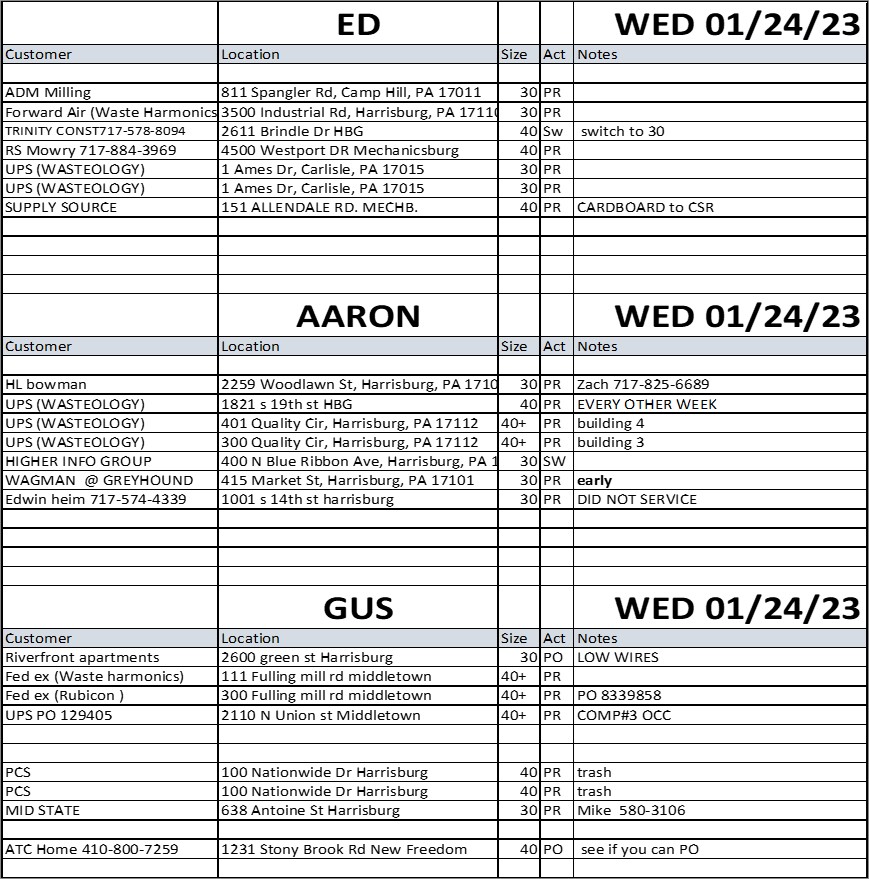 ED WED 01/24/23
Customer Location Size Act Notes
ADM Milling 811 Spangler Rd, Camp Hill, PA 17011 30 PR
Forward Air (Waste Harmonics 3500 Industrial Rd, Harrisburg, PA 17110 30 PR
TRINITY CONST717-578-8094 2611 Brindle Dr HBG 40 Sw switch to 30
RS Mowry 717-884-3969 4500 Westport DR Mechanicsburg 40 PR
UPS (WASTEOLOGY) 1 Ames Dr, Carlisle, PA 17015 30 PR
UPS (WASTEOLOGY) 1 Ames Dr, Carlisle, PA 17015 30 PR
SUPPLY SOURCE 151 ALLENDALE RD. MECHB. 40 PR CARDBOARD to CSR
AARON WED 01/24/23
Customer Location Size Act Notes
HL bowman 2259 Woodlawn St, Harrisburg, PA 1710 30 PR Zach 717-825-6689
UPS (WASTEOLOGY) 1821 s 19th st HBG 40 PR EVERY OTHER WEEK
UPS (WASTEOLOGY) 401 Quality Cir, Harrisburg, PA 17112 40+ PR building 4
UPS (WASTEOLOGY) 300 Quality Cir, Harrisburg, PA 17112 40+ PR building 3
HIGHER INFO GROUP 400 N Blue Ribbon Ave, Harrisburg, PA 1 30 SW
WAGMAN @ GREYHOUND 415 Market St, Harrisburg, PA 17101 30 PR early
Edwin heim 717-574-4339 1001 s 14th st harrisburg 30 PR DID NOT SERVICE
GUS WED 01/24/23
Customer Location Size Act Notes
Riverfront apartments 2600 green st Harrisburg 30 PO LOW WIRES
Fed ex (Waste harmonics) 111 Fulling mill rd middletown 40+ PR
Fed ex (Rubicon ) 300 Fulling mill rd middletown 40+ PR PO 8339858
UPS PO 129405 2110 N Union st Middletown 40+ PR COMP#3 OCC
PCS 100 Nationwide Dr Harrisburg 40 PR trash
PCS 100 Nationwide Dr Harrisburg 40 PR trash
MID STATE 638 Antoine St Harrisburg 30 PR Mike 580-3106
ATC Home 410-800-7259 1231 Stony Brook Rd New Freedom 40 PO see if you can PO